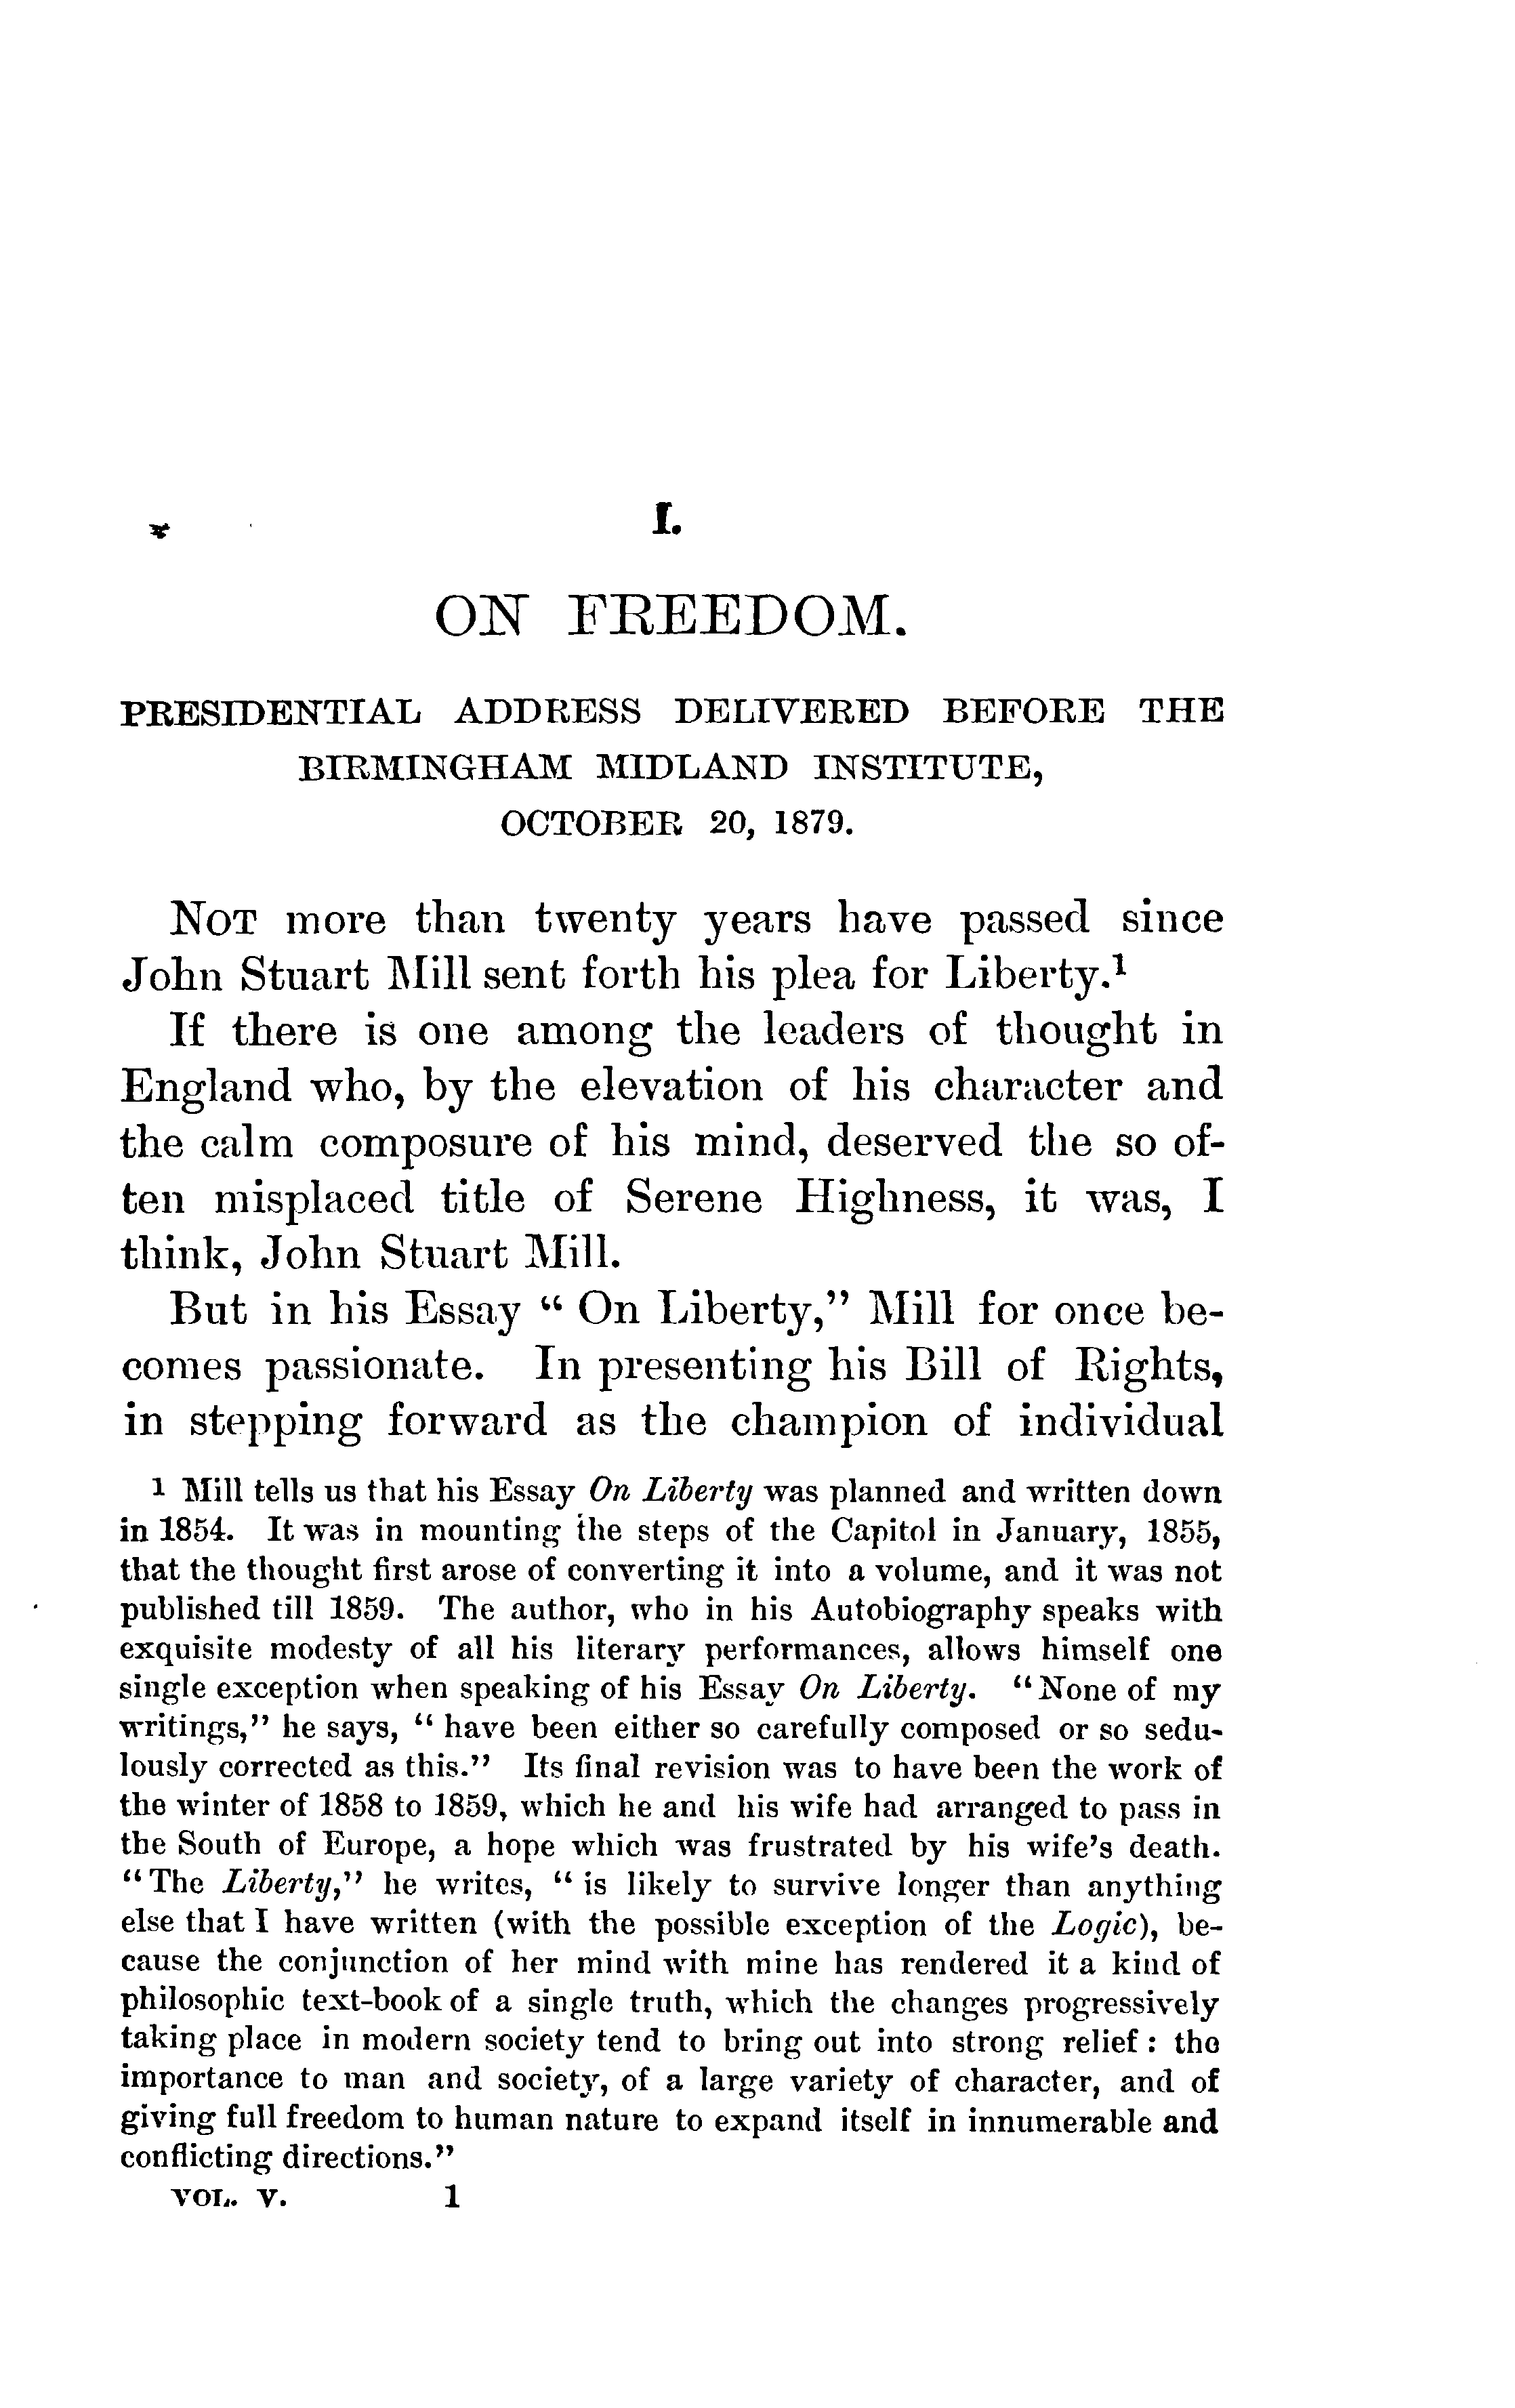 I.
ON FREEDOM.
PRESIDENTIAL ADDRESS DELIVERED BEFORE THE
BIRMINGHAM MIDLAND INSTITUTE,
OCTOBER 20, 1879.
NOT more than twenty years have passed since
John Stuart Mill sent forth his plea for Liberty.¹
If there is one among the leaders of thought in
England who, by the elevation of his character and
the calm composure of his mind, deserved the so of-
ten misplaced title of Serene Highness, it was, I
think, John Stuart Mill.
But in his Essay " On Liberty," Mill for once be-
comes passionate. In presenting his Bill of Rights,
in stepping forward as the champion of individual
¹ Mill tells us that his Essay On Liberty was planned and written down
in 1854. It was in mounting the steps of the Capitol in January, 1855,
that the thought first arose of converting it into a volume, and it was not
published till 1859. The author, who in his Autobiography speaks with
exquisite modesty of all his literary performances, allows himself one
single exception when speaking of his Essay On Liberty. "None of my
writings," he says, " have been either so carefully composed or so sedu-
lously corrected as this." Its final revision was to have been the work of
the winter of 1858 to 1859, which he and his wife had arranged to pass in
the South of Europe, a hope which was frustrated by his wife's death.
"The Liberty," he writes, " is likely to survive longer than anything
else that I have written (with the possible exception of the Logic), be-
cause the conjunction of her mind with mine has rendered it a kind of
philosophic text-book of a single truth, which the changes progressively
taking place in modern society tend to bring out into strong relief : the
importance to man and society, of a large variety of character, and of
giving full freedom to human nature to expand itself in innumerable and
conflicting directions."
VOL. V. 1